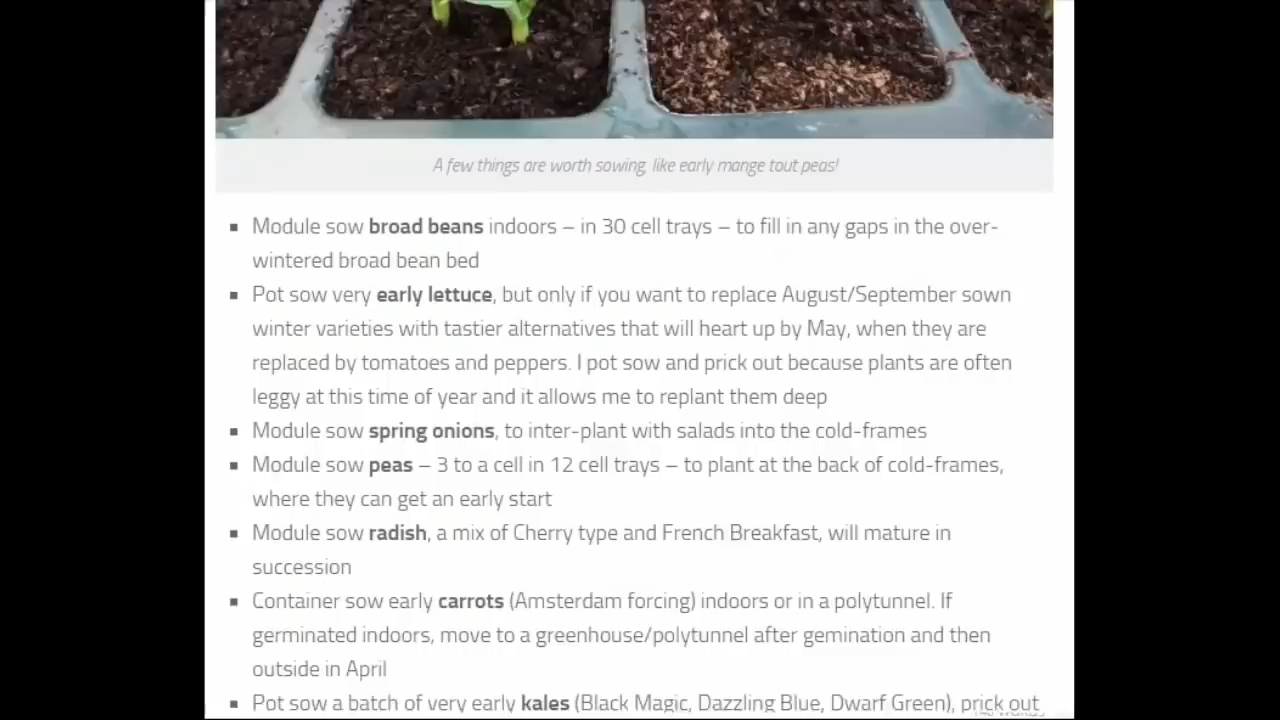 A few things are worth sowing, like early mange tout peas!
▪ Module sow broad beans indoors – in 30 cell trays – to fill in any gaps in the over-
wintered broad bean bed
▪ Pot sow very early lettuce, but only if you want to replace August/September sown
winter varieties with tastier alternatives that will heart up by May, when they are
replaced by tomatoes and peppers. I pot sow and prick out because plants are often
leggy at this time of year and it allows me to replant them deep
▪ Module sow spring onions, to inter-plant with salads into the cold-frames
▪ Module sow peas – 3 to a cell in 12 cell trays – to plant at the back of cold-frames,
where they can get an early start
▪ Module sow radish, a mix of Cherry type and French Breakfast, will mature in
succession
▪ Container sow early carrots (Amsterdam forcing) indoors or in a polytunnel. If
germinated indoors, move to a greenhouse/polytunnel after gemination and then
outside in April
▪ Pot sow a batch of very early kales (Black Magic, Dazzling Blue, Dwarf Green), prick out